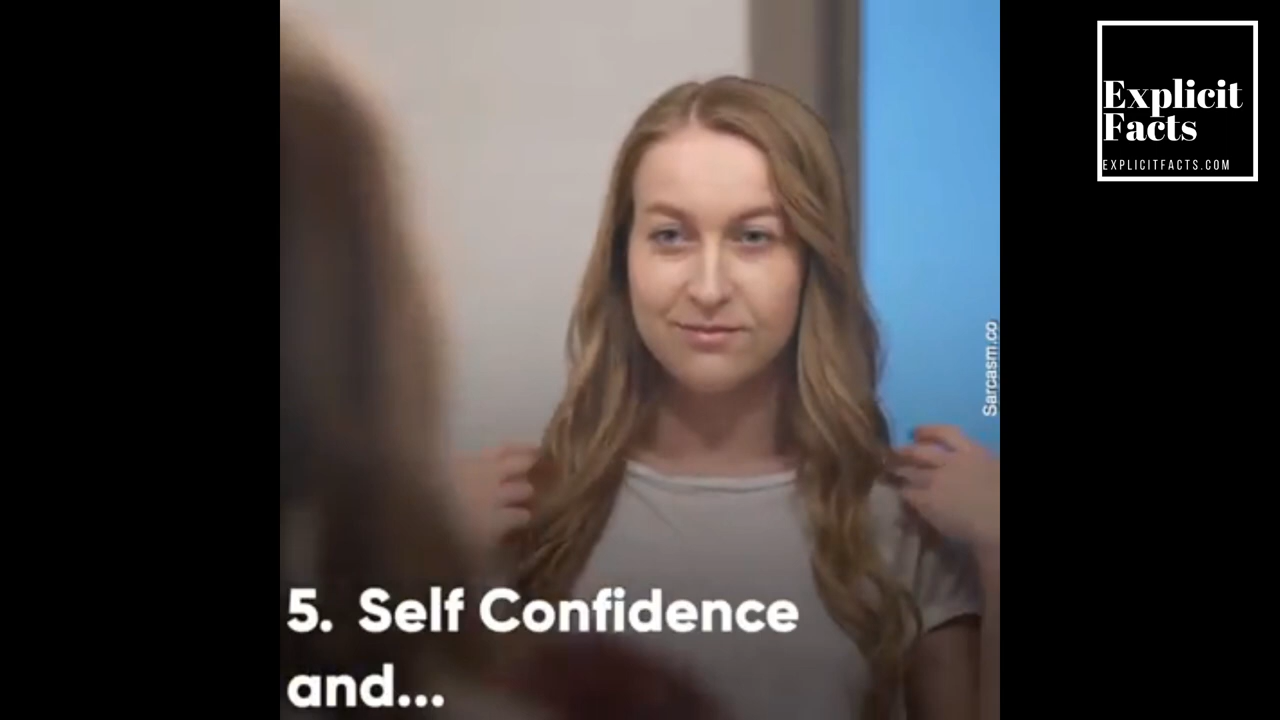 Explicit
Facts
EXPLICITFACTS.COM
Sarcasm.co
5. Self Confidence
and...